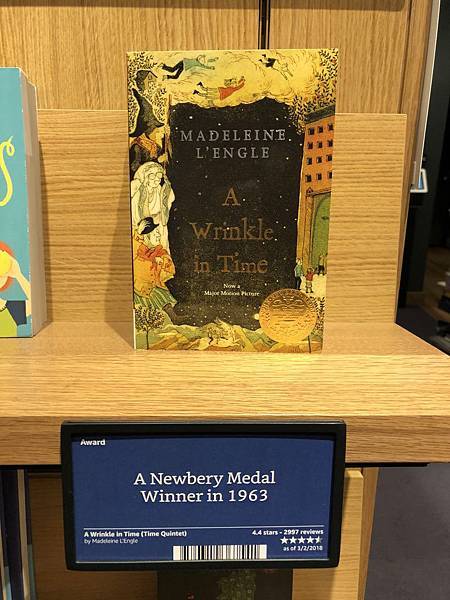 MADELEINE
L'ENGLE
A
Wrinkle
in Time
Now a
Major Motion Picture
Award
A Newbery Medal
Winner in 1963
A Wrinkle in Time (Time Quintet)
by Madeleine L'Engle
4.4 stars - 2997 reviews
as of 3/2/2018